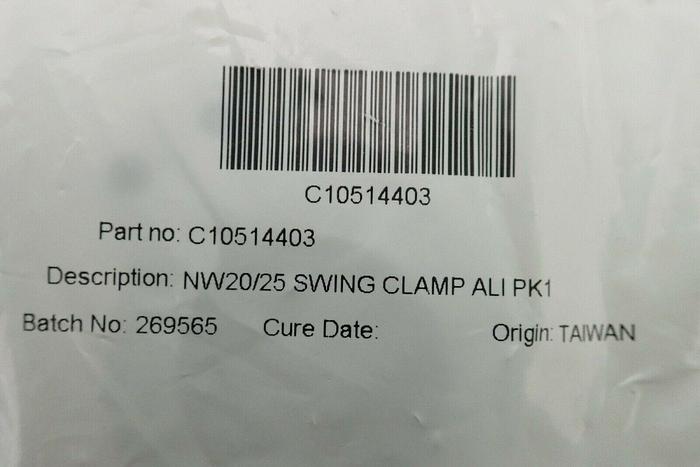 C10514403
Part no: C10514403
Description: NW20/25 SWING CLAMP ALI PK1
Batch No: 269565 Cure Date: Origin: TAIWAN